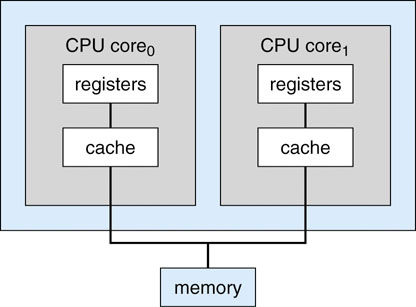 CPU core₀
CPU core₁
registers
registers
cache
cache
memory